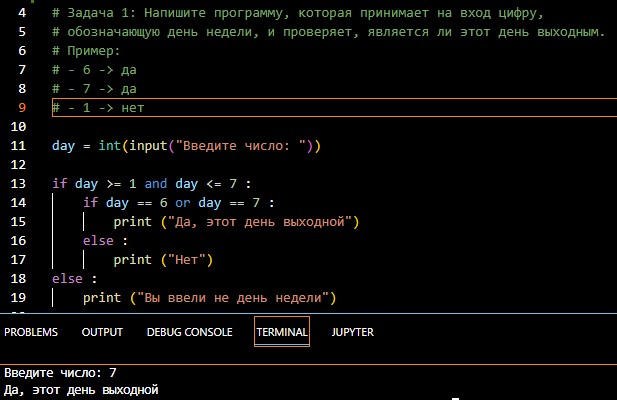 4 # Задача 1: Напишите программу, которая принимает на вход цифру,
5 # обозначающую день недели, и проверяет, является ли этот день выходным.
6 # Пример:
7 # - 6 -> да
8 # - 7 -> да
9 # - 1 -> нет
10
11 day = int(input("Введите число: "))
12
13 if day >= 1 and day <= 7 :
14     if day == 6 or day == 7 :
15         print ("Да, этот день выходной")
16     else :
17         print ("Нет")
18 else :
19     print ("Вы ввели не день недели")
PROBLEMS OUTPUT DEBUG CONSOLE TERMINAL JUPYTER
Введите число: 7
Да, этот день выходной